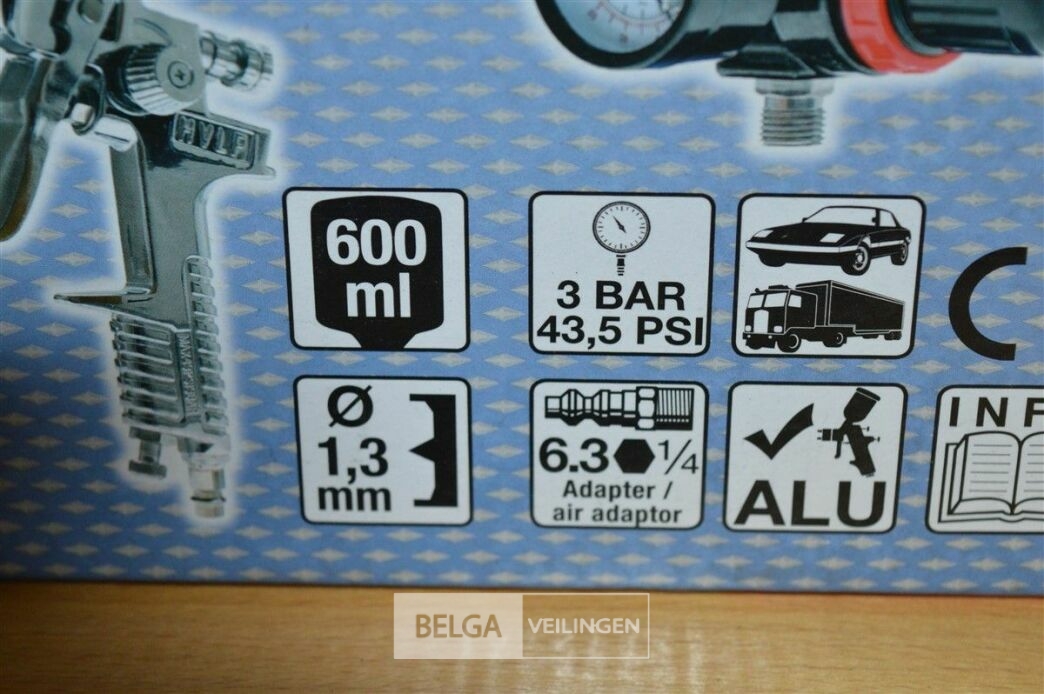 HVLP
600
ml
3 BAR
43,5 PSI
Ø
1,3
mm
6.3 1/4
Adapter /
air adaptor
ALU
INF
BELGA VEILINGEN